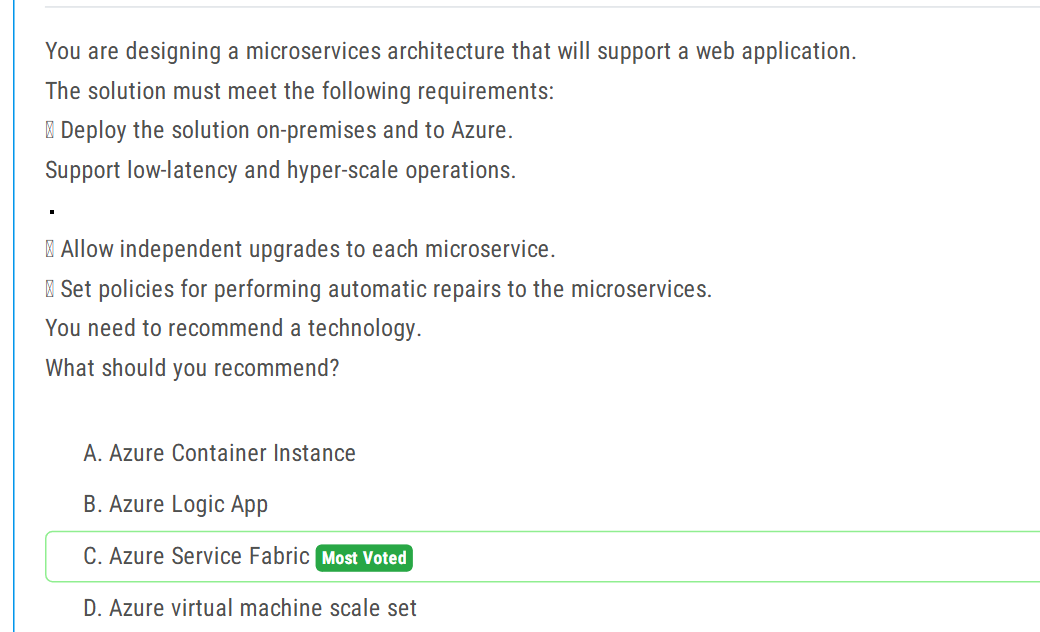 You are designing a microservices architecture that will support a web application.
The solution must meet the following requirements:
Deploy the solution on-premises and to Azure.
Support low-latency and hyper-scale operations.
▪
Allow independent upgrades to each microservice.
Set policies for performing automatic repairs to the microservices.
You need to recommend a technology.
What should you recommend?
A. Azure Container Instance
B. Azure Logic App
C. Azure Service Fabric Most Voted
D. Azure virtual machine scale set